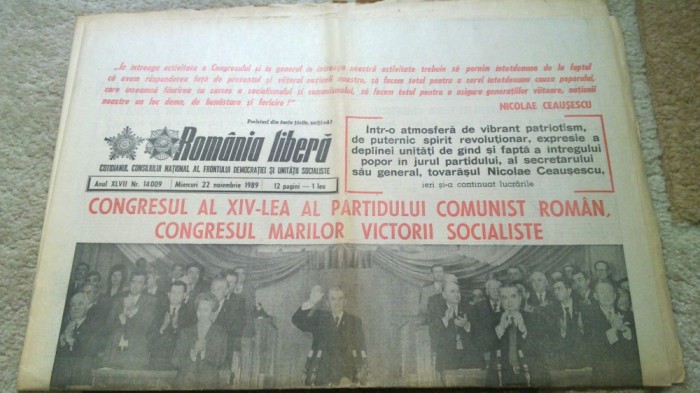 „In întreaga activitate a Congresului și în general în întreaga noastră activitate trebuie să pornim întotdeauna de la faptul
că avem răspunderea față de prezentul și viitorul națiunii noastre, să facem totul pentru a servi întotdeauna cauza poporului,
care înseamnă făurirea cu succes a socialismului și comunismului, să facem totul pentru a asigura generațiilor viitoare, națiunii
noastre un loc demn, de bunăstare și fericire !"
NICOLAE CEAUȘESCU
Proletari din toate țările, uniți-vă!
România liberă
COTIDIANUL CONSILIULUI NAȚIONAL AL FRONTULUI DEMOCRAȚIEI ȘI UNITĂȚII SOCIALISTE
Anul XLVII Nr. 14009 Miercuri 22 noiembrie 1989 12 pagini — 1 leu
Intr-o atmosferă de vibrant patriotism,
de puternic spirit revoluționar, expresie a
deplinei unități de gînd și faptă a întregului
popor în jurul partidului, al secretarului
său general, tovarășul Nicolae Ceaușescu,
ieri și-a continuat lucrările
CONGRESUL AL XIV-LEA AL PARTIDULUI COMUNIST ROMÂN,
CONGRESUL MARILOR VICTORII SOCIALISTE